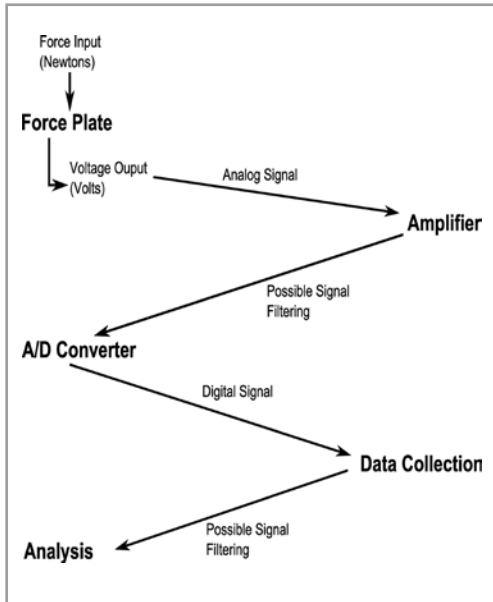 Force Input
(Newtons)
Force Plate
Voltage Ouput
(Volts)
Analog Signal
Amplifier
Possible Signal
Filtering
A/D Converter
Digital Signal
Data Collection
Possible Signal
Filtering
Analysis